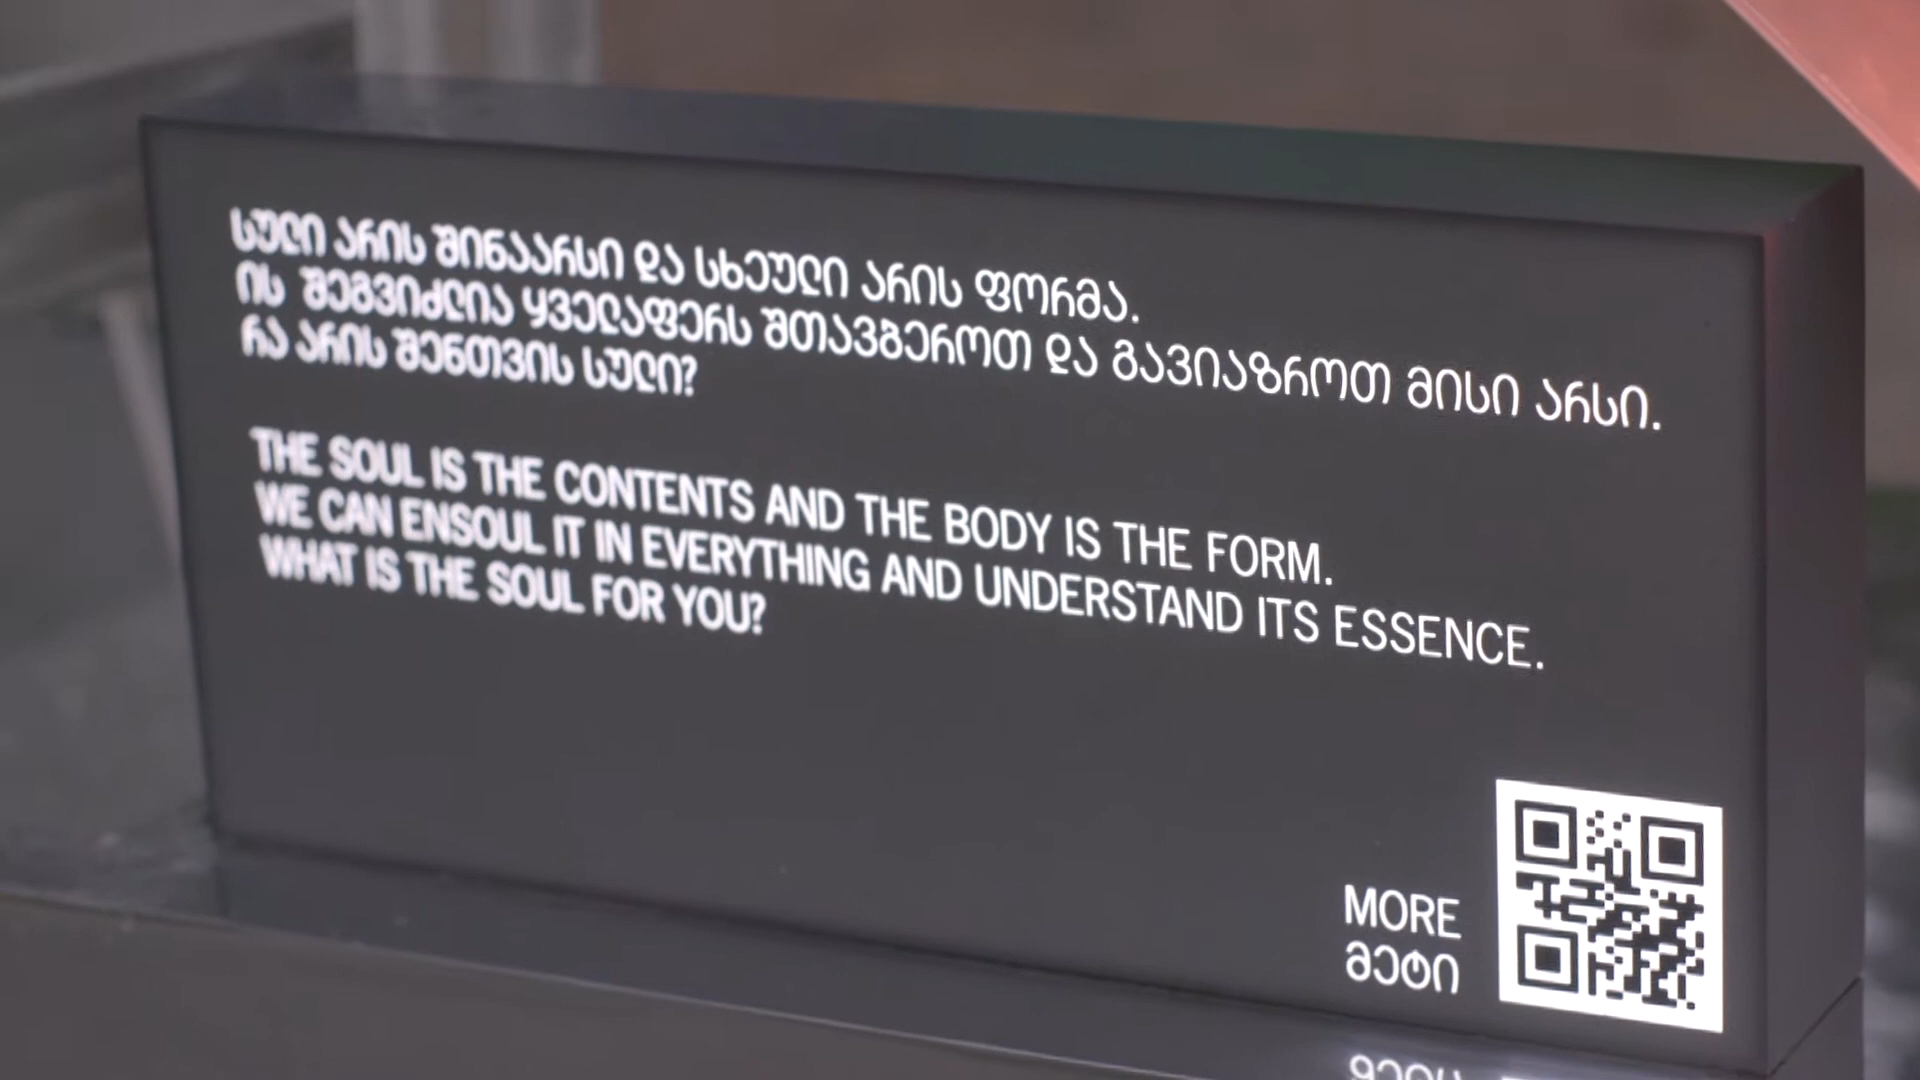 სული არის შინაარსი და სხეული არის ფორმა.
ის შეგვიძლია ყველაფერს შთავბეროთ და გავიაზროთ მისი არსი.
რა არის შენთვის სული?
THE SOUL IS THE CONTENTS AND THE BODY IS THE FORM.
WE CAN ENSOUL IT IN EVERYTHING AND UNDERSTAND ITS ESSENCE.
WHAT IS THE SOUL FOR YOU?
MORE
მეტი